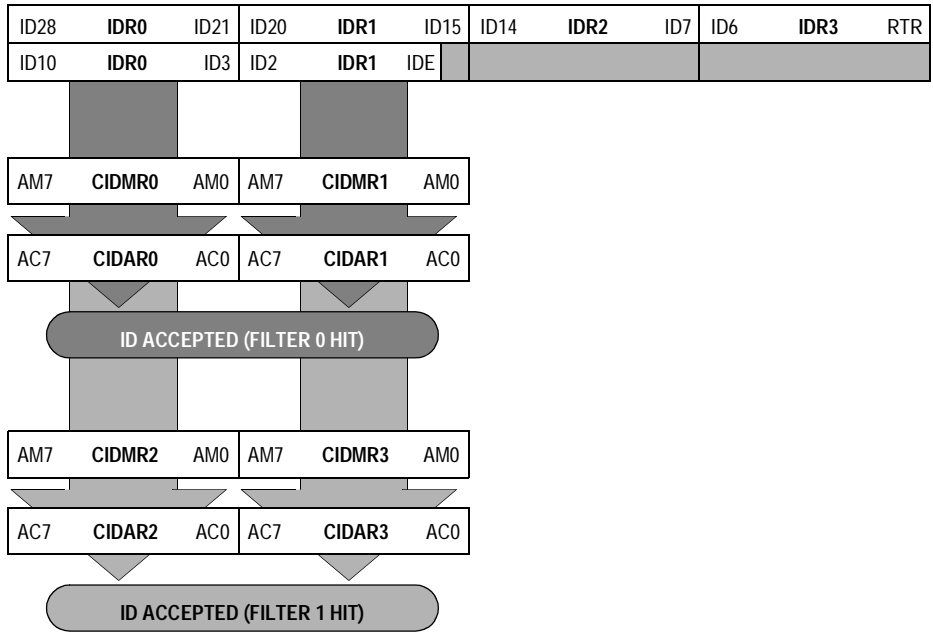 ID28 IDR0 ID21 ID20 IDR1 ID15 ID14 IDR2 ID7 ID6 IDR3 RTR
ID10 IDR0 ID3 ID2 IDR1 IDE
AM7 CIDMR0 AM0 AM7 CIDMR1 AM0
AC7 CIDAR0 AC0 AC7 CIDAR1 AC0
ID ACCEPTED (FILTER 0 HIT)
AM7 CIDMR2 AM0 AM7 CIDMR3 AM0
AC7 CIDAR2 AC0 AC7 CIDAR3 AC0
ID ACCEPTED (FILTER 1 HIT)